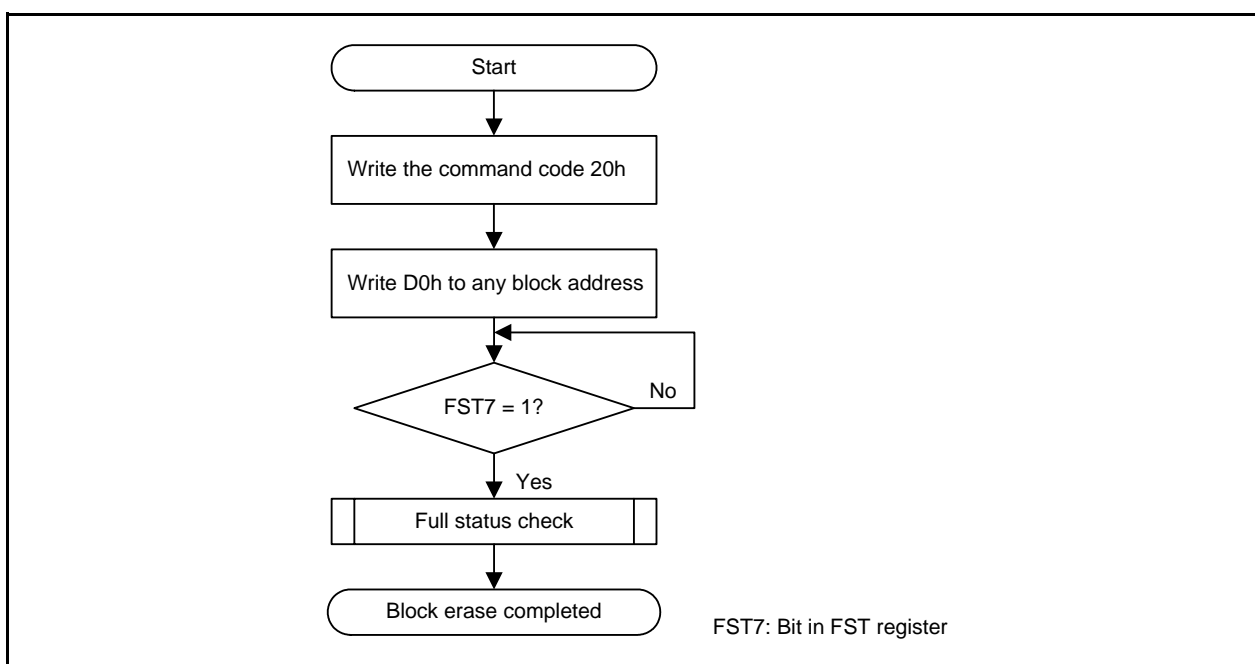 Start
Write the command code 20h
Write D0h to any block address
FST7 = 1?
No
Yes
Full status check
Block erase completed
FST7: Bit in FST register